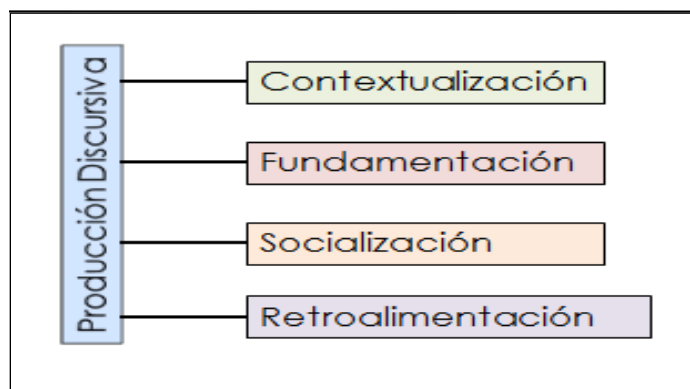 Producción Discursiva
Contextualización
Fundamentación
Socialización
Retroalimentación